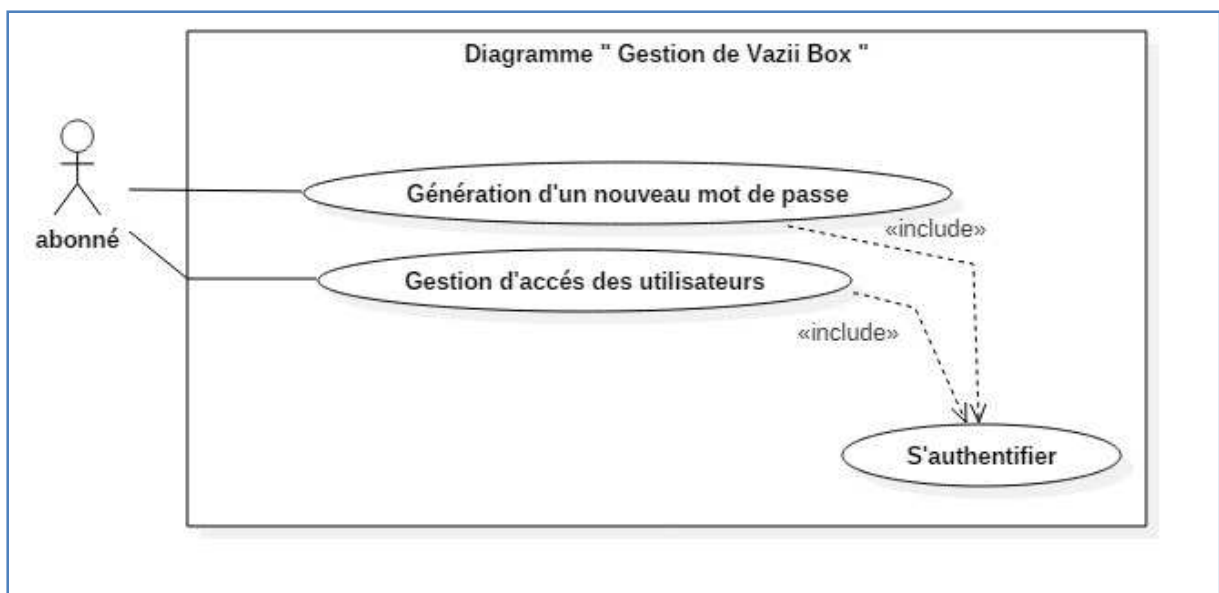 Diagramme " Gestion de Vazii Box "
abonné
Génération d'un nouveau mot de passe
«include»
Gestion d'accés des utilisateurs
«include»
S'authentifier